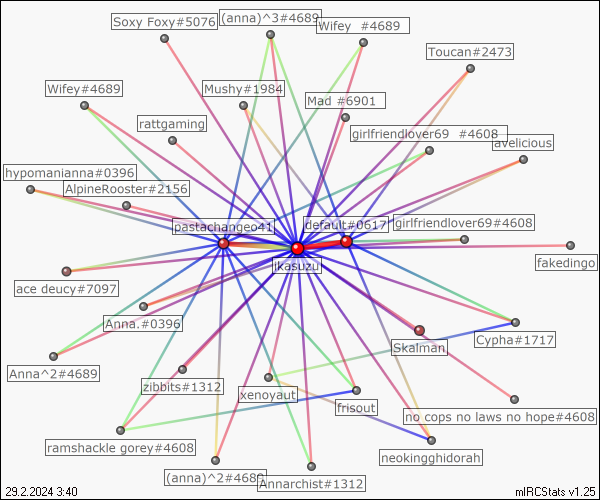 Soxy Foxy#5076
(anna)^3#4689
Wifey  #4689
Toucan#2473
Wifey#4689
Mushy#1984
Mad #6901
rattgaming
girlfriendlover69  #4608
avelicious
hypomanianna#0396
AlpineRooster#2156
pastachangeo41
default#0617
girlfriendlover69#4608
jkasuzu
fakedingo
ace deucy#7097
Anna.#0396
Skalman
Cypha#1717
Anna^2#4689
zibbits#1312
xenoyaut
frisout
no cops no laws no hope#4608
ramshackle gorey#4608
neokingghidorah
(anna)^2#4689
Annarchist#1312
29.2.2024 3:40
mIRCStats v1.25